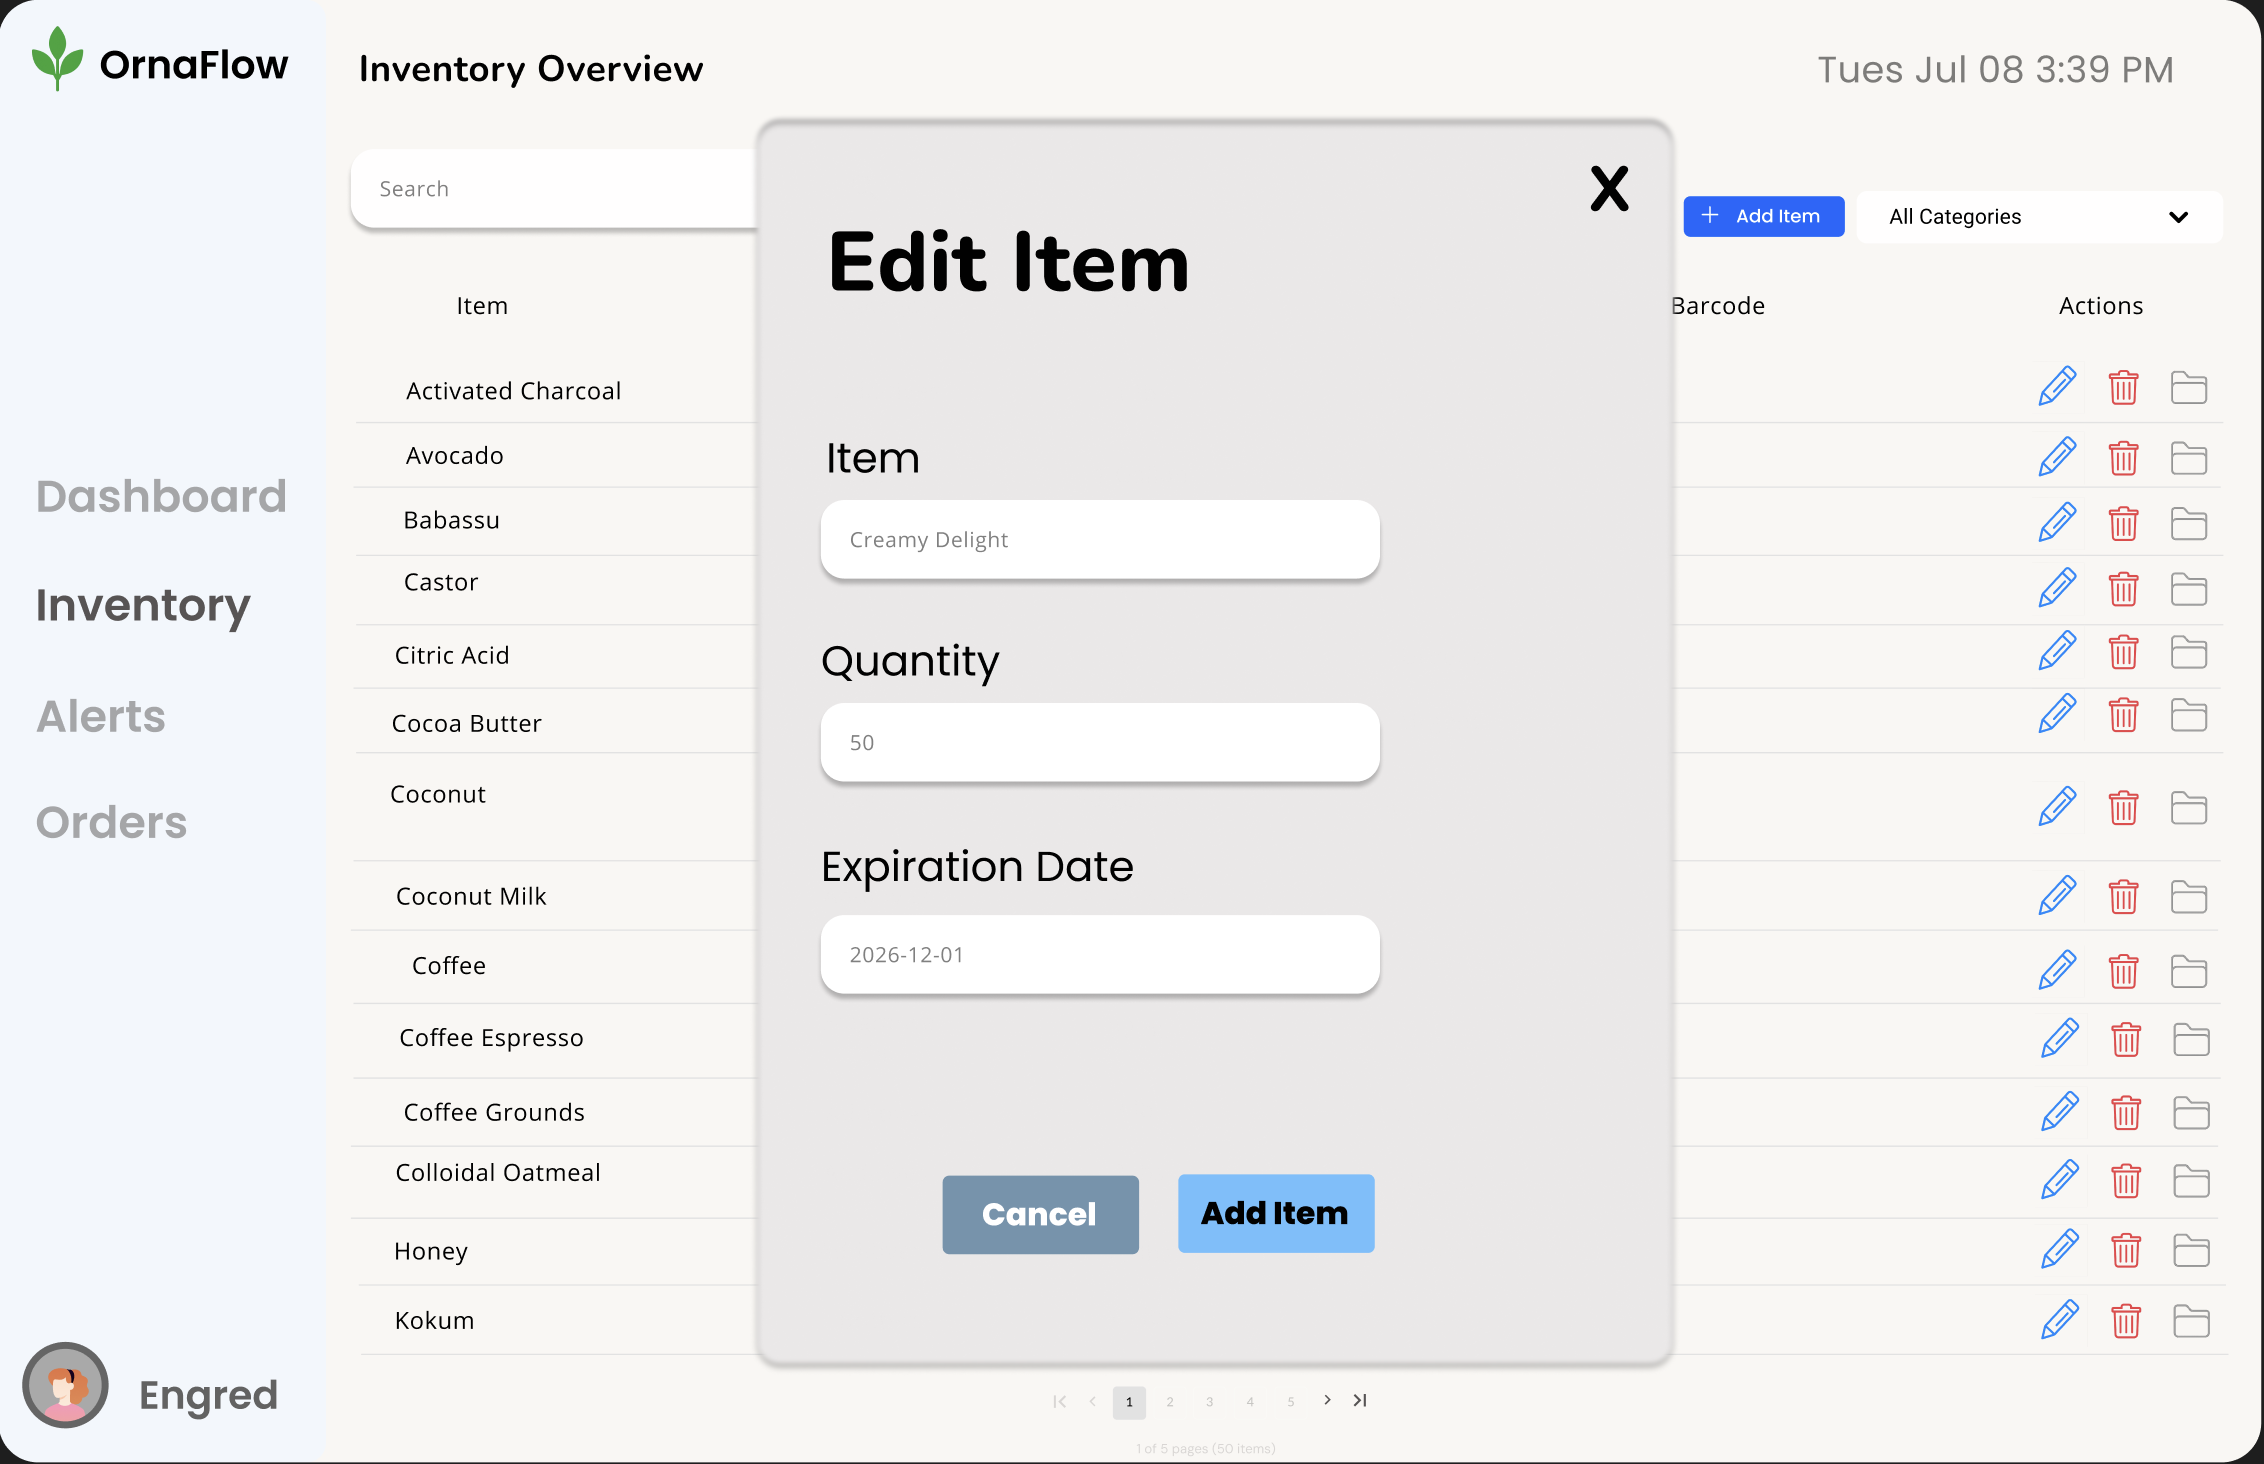 OrnaFlow
Inventory Overview
Tues Jul 08 3:39 PM
Search
+ Add Item
All Categories
Item
Barcode
Actions
Activated Charcoal
Avocado
Babassu
Castor
Citric Acid
Cocoa Butter
Coconut
Coconut Milk
Coffee
Coffee Espresso
Coffee Grounds
Colloidal Oatmeal
Honey
Kokum
Dashboard
Inventory
Alerts
Orders
Engred
X
Edit Item
Item
Creamy Delight
Quantity
50
Expiration Date
2026-12-01
Cancel
Add Item
1 2 3 4 5
1 of 5 pages (50 items)